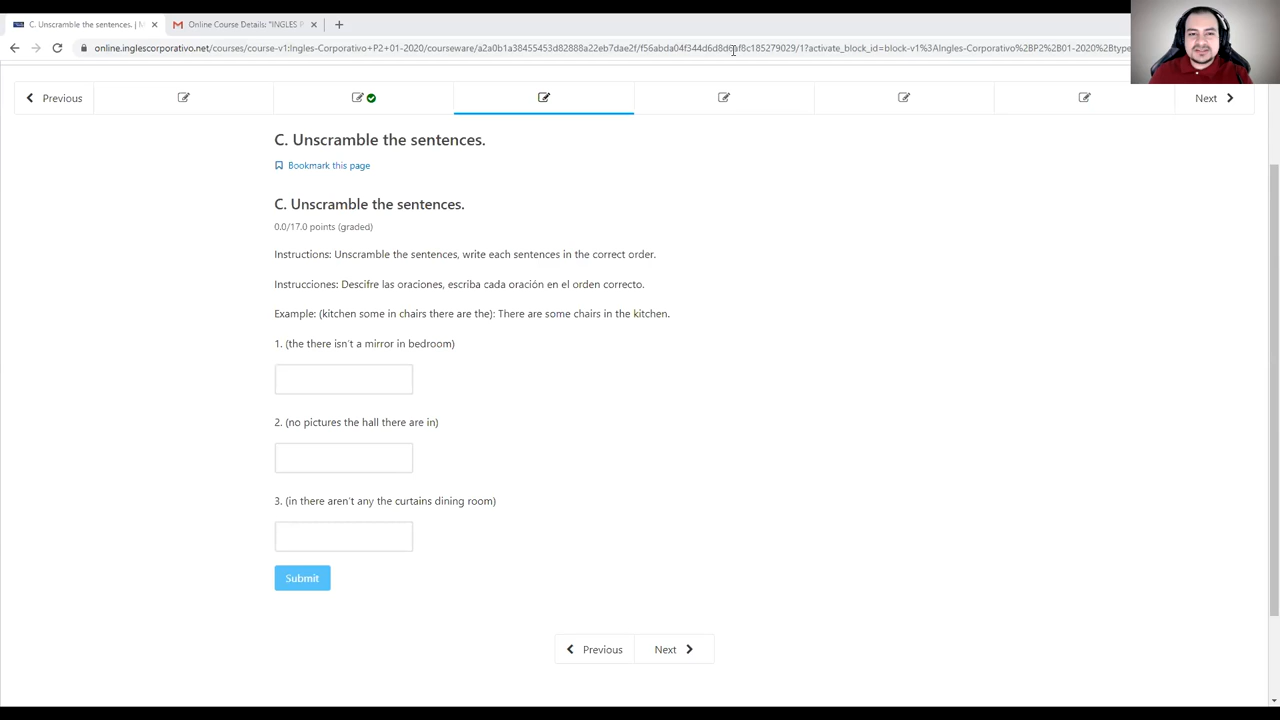 C. Unscramble the sentences. | M
Online Course Details: "INGLES P
online.inglescorporativo.net/courses/course-v1:Ingles-Corporativo+P2+01-2020/courseware/
Previous
Next
C. Unscramble the sentences.
Bookmark this page
C. Unscramble the sentences.
0.0/17.0 points (graded)
Instructions: Unscramble the sentences, write each sentences in the correct order.
Instrucciones: Descifre las oraciones, escriba cada oración en el orden correcto.
Example: (kitchen some in chairs there are the): There are some chairs in the kitchen.
1. (the there isn't a mirror in bedroom)
2. (no pictures the hall there are in)
3. (in there aren't any the curtains dining room)
Submit
Previous
Next